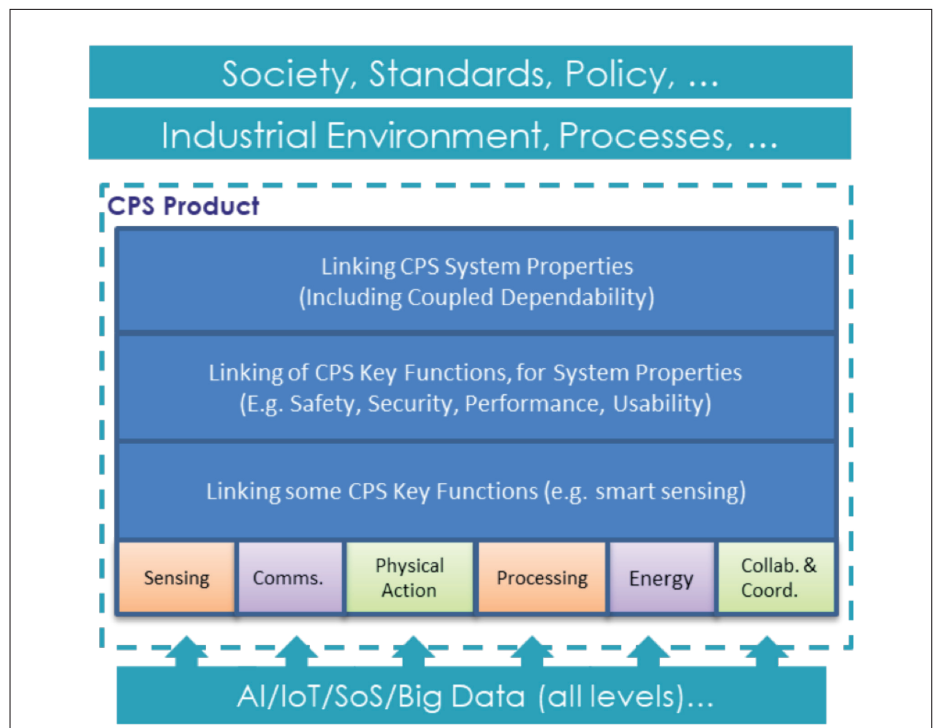 Society, Standards, Policy, ...
Industrial Environment, Processes, ...
CPS Product
Linking CPS System Properties
(Including Coupled Dependability)
Linking of CPS Key Functions, for System Properties
(E.g. Safety, Security, Performance, Usability)
Linking some CPS Key Functions (e.g. smart sensing)
Sensing
Comms.
Physical
Action
Processing
Energy
Collab. &
Coord.
AI/IoT/SoS/Big Data (all levels)...